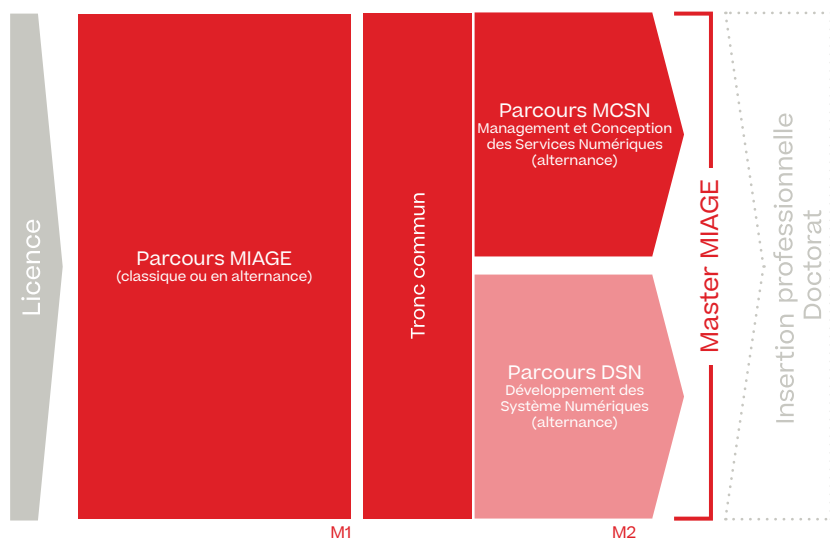 Licence
Parcours MIAGE
(classique ou en alternance)
M1
Tronc commun
Parcours MCSN
Management et Conception
des Services Numériques
(alternance)
Parcours DSN
Développement des
Système Numériques
(alternance)
M2
Master MIAGE
Insertion professionnelle
Doctorat